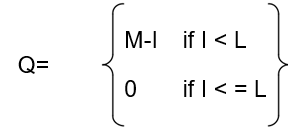 M-I if I < L
Q=
0 if I < = L